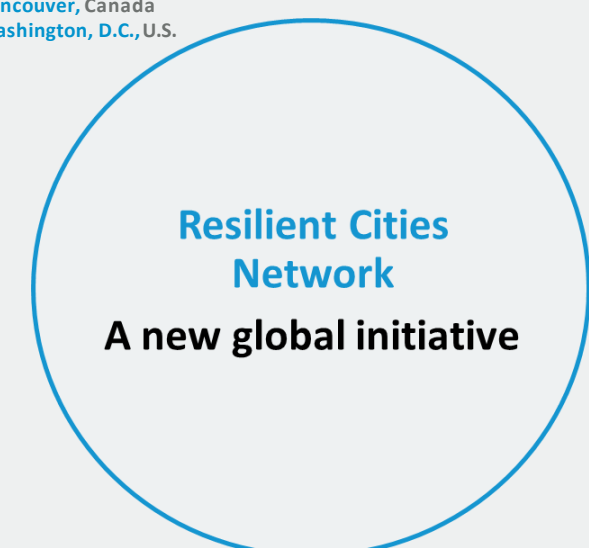 ncouver, Canada
ashington, D.C., U.S.
Resilient Cities
Network
A new global initiative